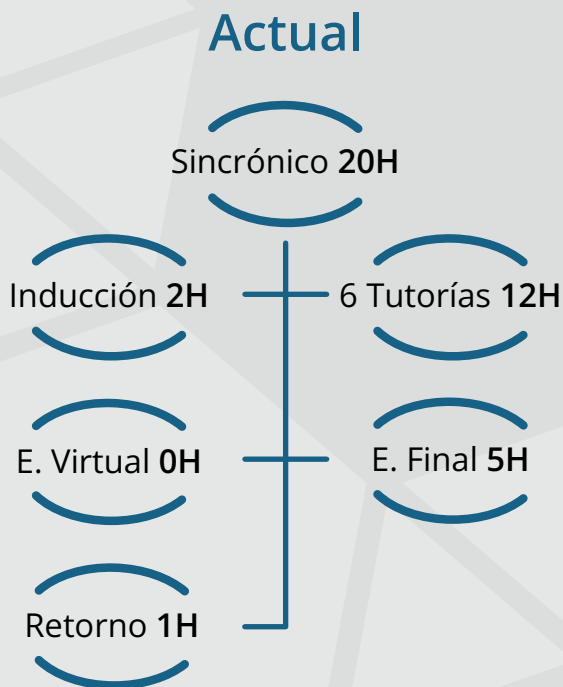 Actual
Sincrónico 20H
Inducción 2H
6 Tutorías 12H
E. Virtual 0H
E. Final 5H
Retorno 1H